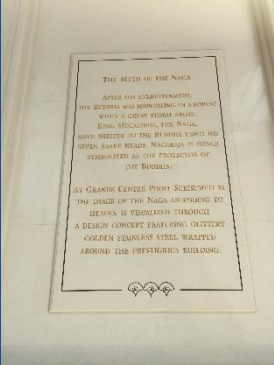 THE MYTH OF THE NAGA
AFTER HIS ENLIGHTENMENT,
THE BUDDHA WAS MEDITATING IN A FOREST
WHEN A GREAT STORM AROSE.
KING MUCALINDA, THE NAGA,
GAVE SHELTER TO THE BUDDHA UNDER HIS
SEVEN SNAKE HEADS. NAGARAJA IS HENCE
SYMBOLIZED AS THE PROTECTOR OF
THE BUDDHA.
AT GRANDE CENTRE POINT SUKHUMVIT 55
THE IMAGE OF THE NAGA ASCENDING TO
HEAVEN IS VISUALIZED THROUGH
A DESIGN CONCEPT FEATURING GLITTERY
GOLDEN STAINLESS STEEL WRAPPED
AROUND THE PRESTIGIOUS BUILDING.